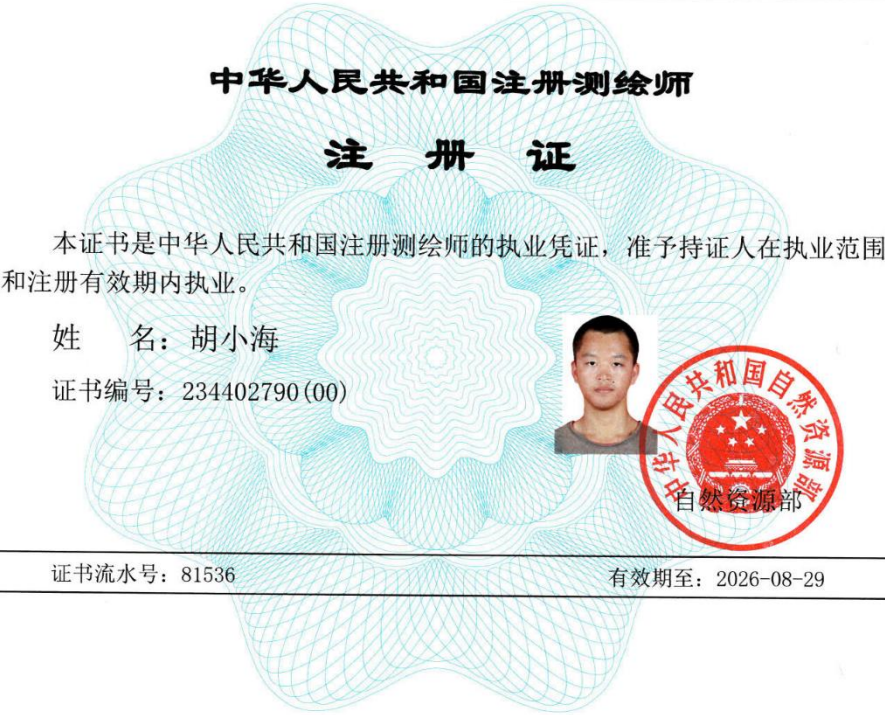 中华人民共和国注册测绘师
注 册 证
本证书是中华人民共和国注册测绘师的执业凭证，准予持证人在执业范围
和注册有效期内执业。
姓 名：胡小海
证书编号：234402790(00)
中华人民共和国自然资源部
自然资源部
证书流水号：81536
有效期至：2026-08-29